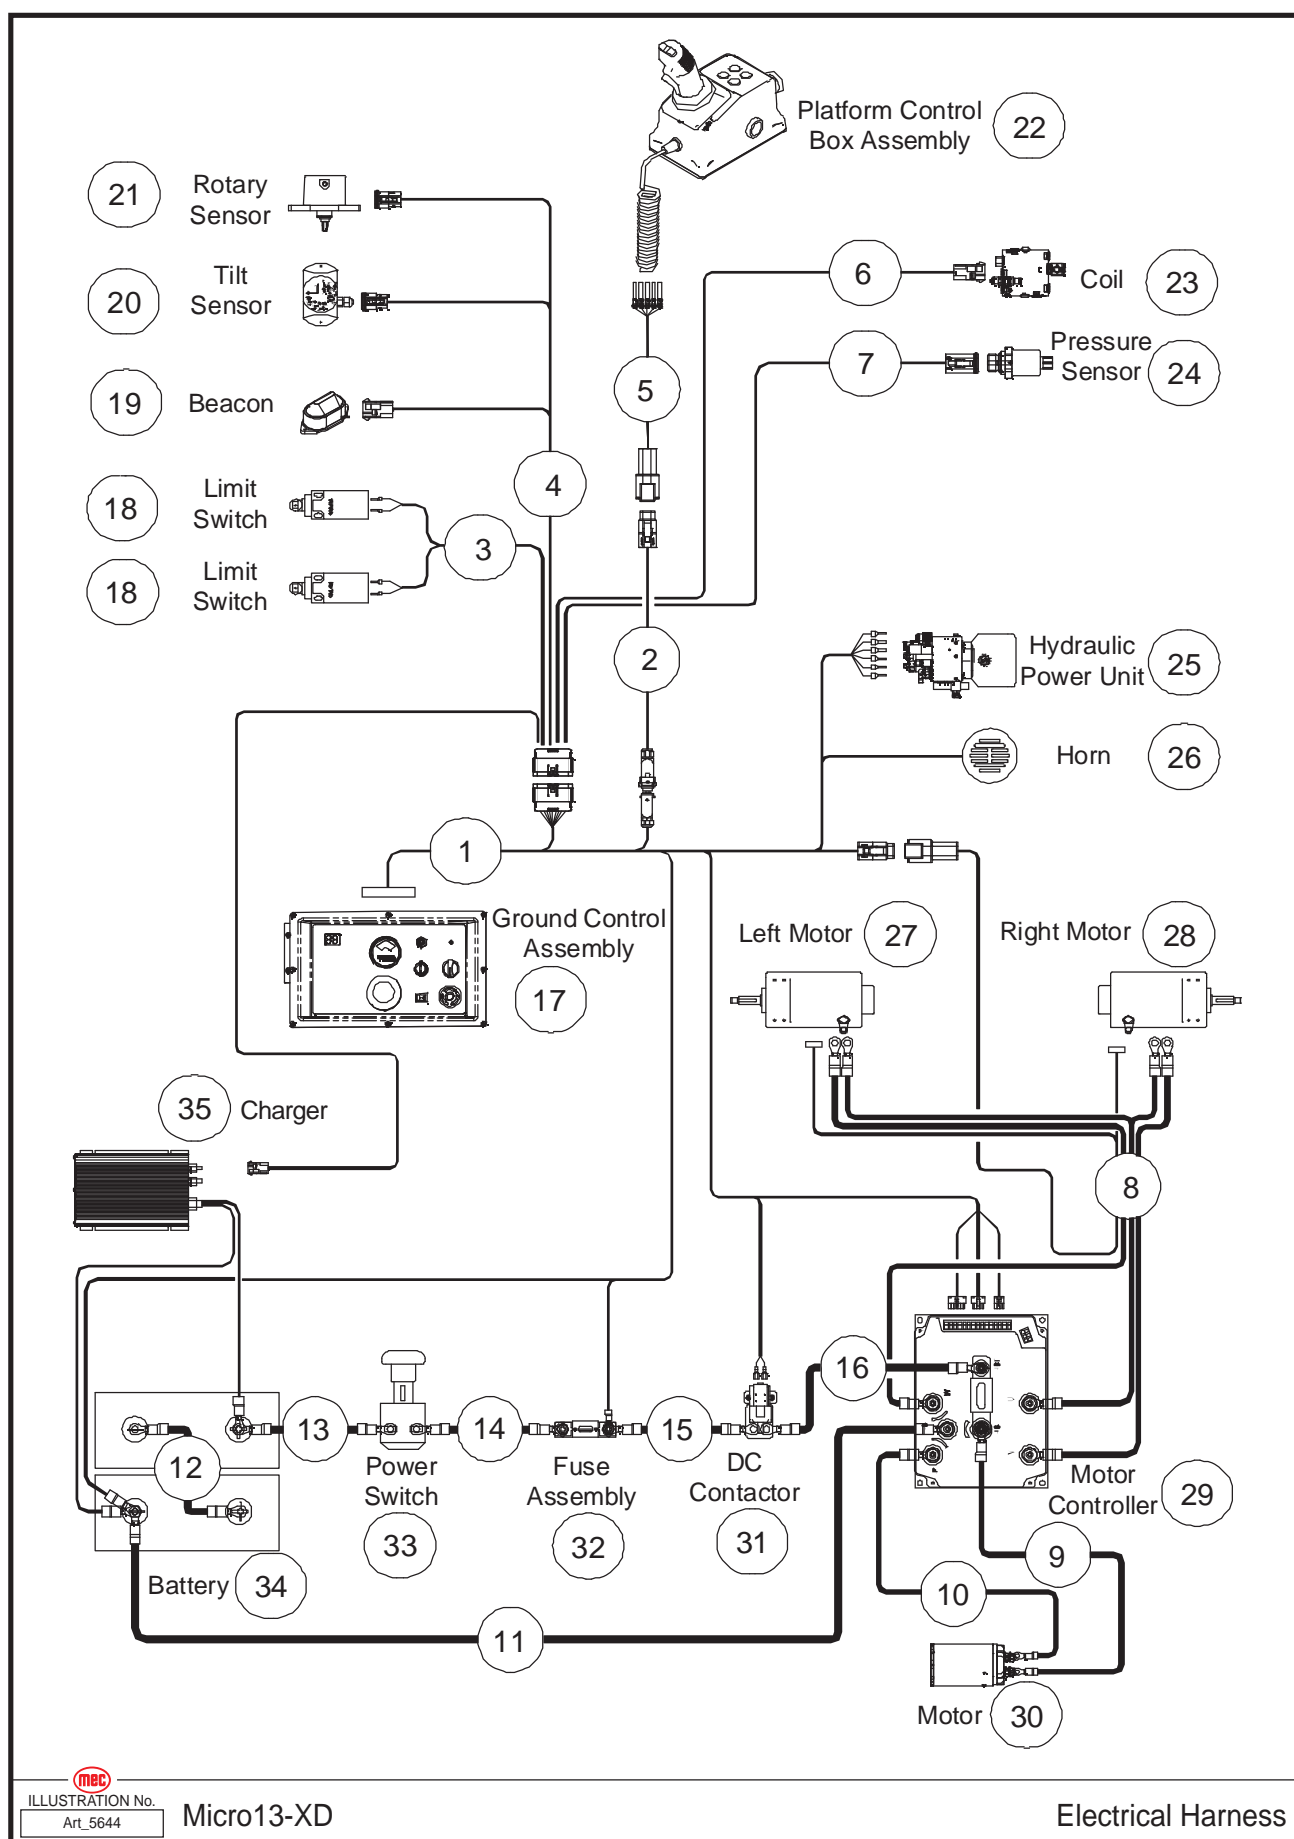 Platform Control
Box Assembly
22
21
Rotary
Sensor
20
Tilt
Sensor
6
Coil
23
7
Pressure
Sensor
24
19
Beacon
5
4
18
Limit
Switch
3
18
Limit
Switch
2
Hydraulic
Power Unit
25
Horn
26
1
Ground Control
Assembly
17
Left Motor
27
Right Motor
28
35
Charger
8
16
13
14
15
12
Power
Switch
33
Fuse
Assembly
32
DC
Contactor
31
Motor
Controller
29
Battery
34
9
10
11
Motor
30
mec
ILLUSTRATION No.
Art_5644
Micro13-XD
Electrical Harness